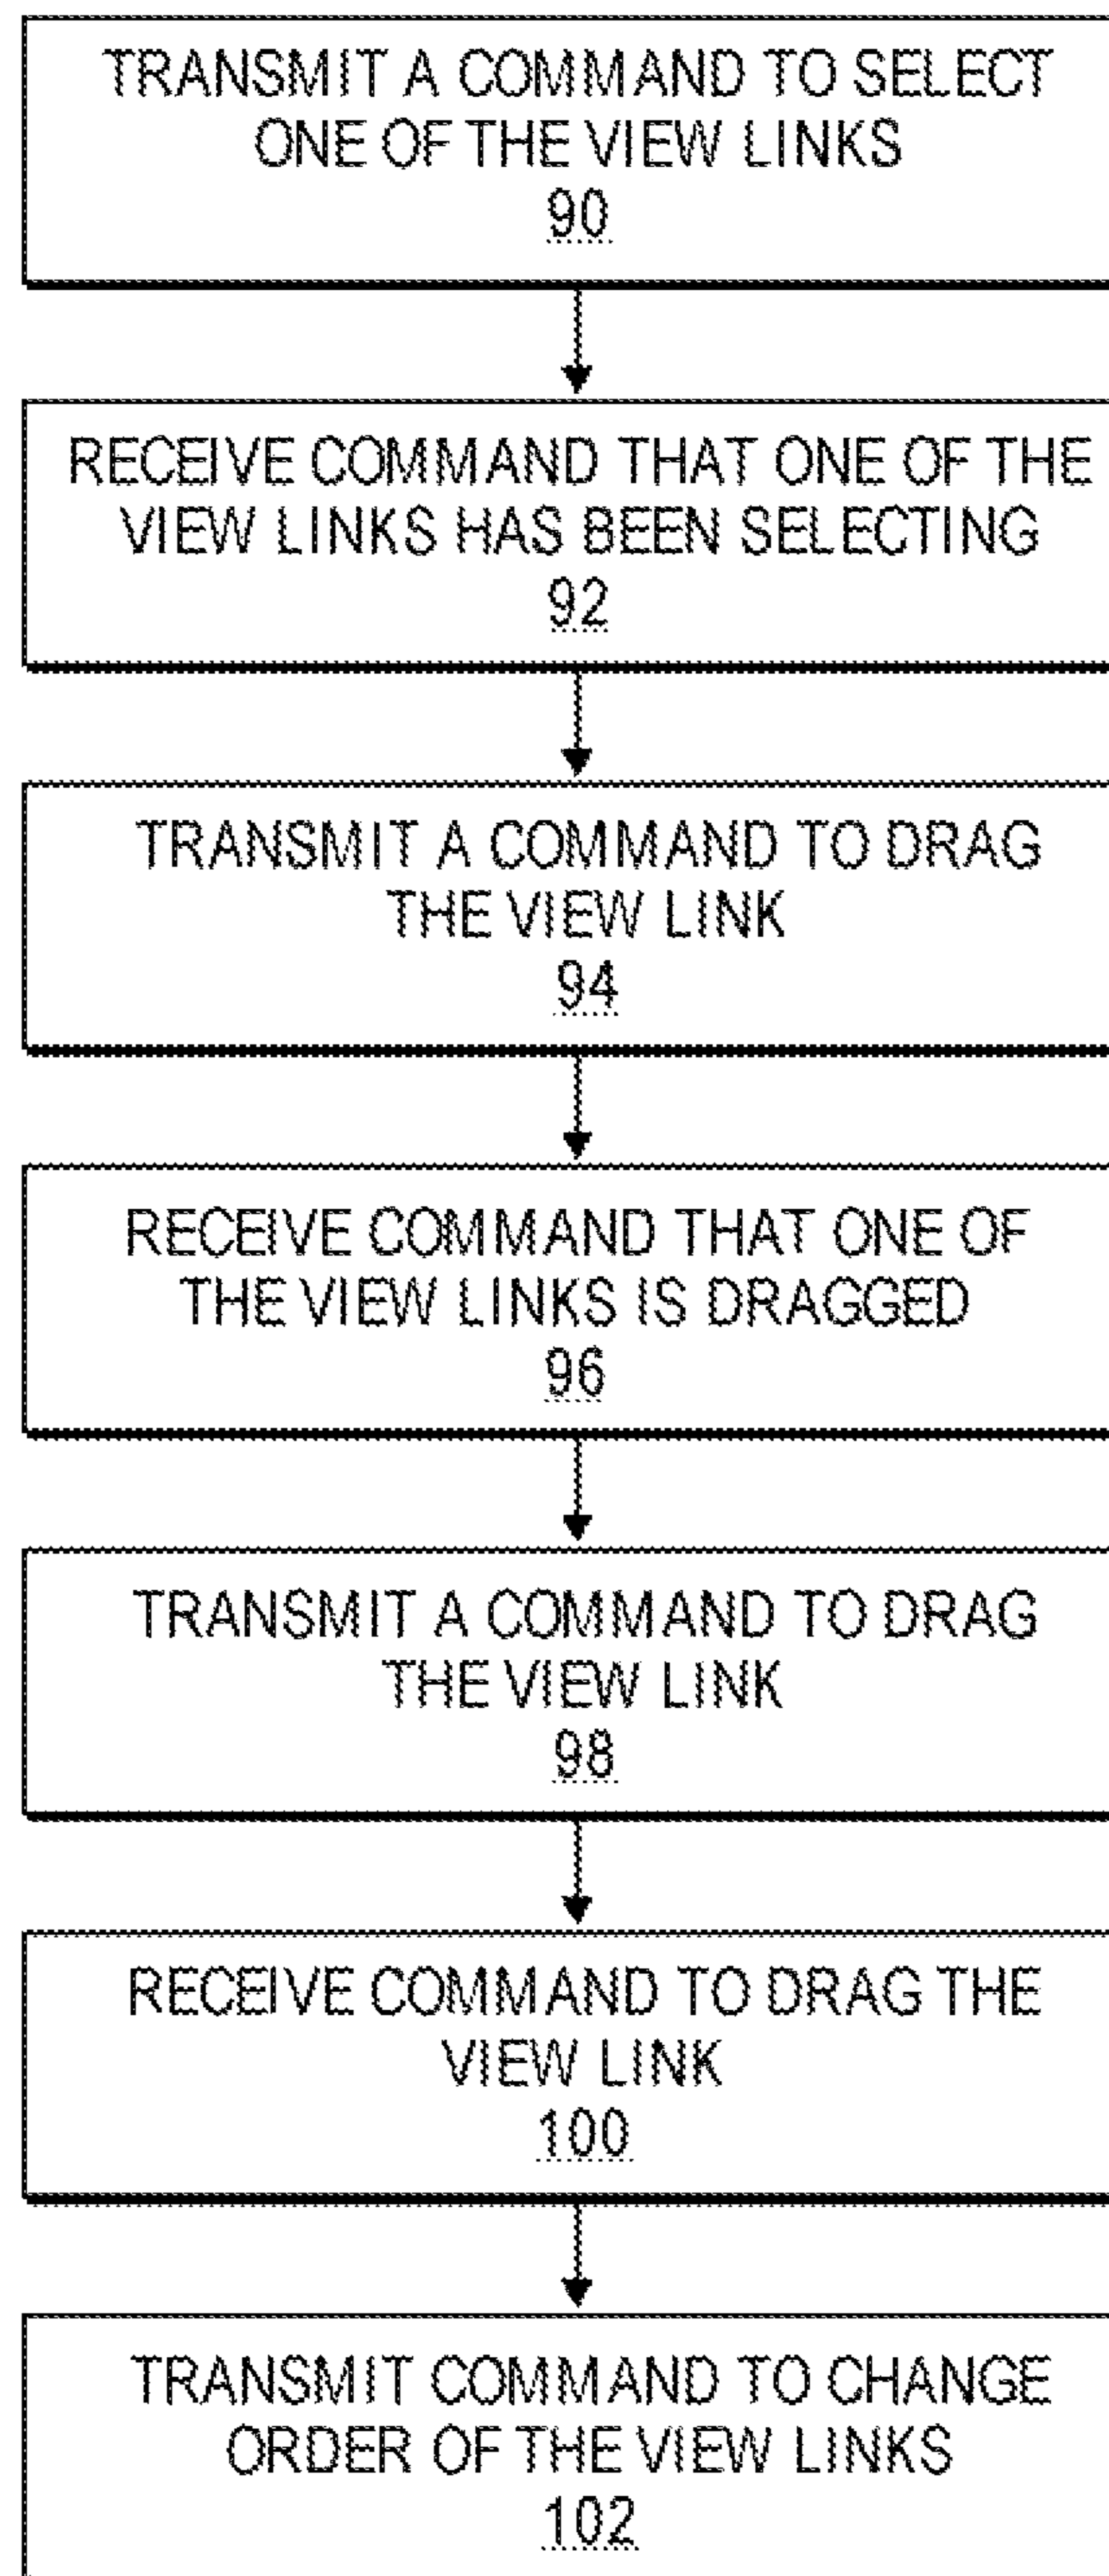 TRANSMIT A COMMAND TO SELECT
ONE OF THE VIEW LINKS
90
RECEIVE COMMAND THAT ONE OF THE
VIEW LINKS HAS BEEN SELECTING
92
TRANSMIT A COMMAND TO DRAG
THE VIEW LINK
94
RECEIVE COMMAND THAT ONE OF
THE VIEW LINKS IS DRAGGED
96
TRANSMIT A COMMAND TO DRAG
THE VIEW LINK
98
RECEIVE COMMAND TO DRAG THE
VIEW LINK
100
TRANSMIT COMMAND TO CHANGE
ORDER OF THE VIEW LINKS
102